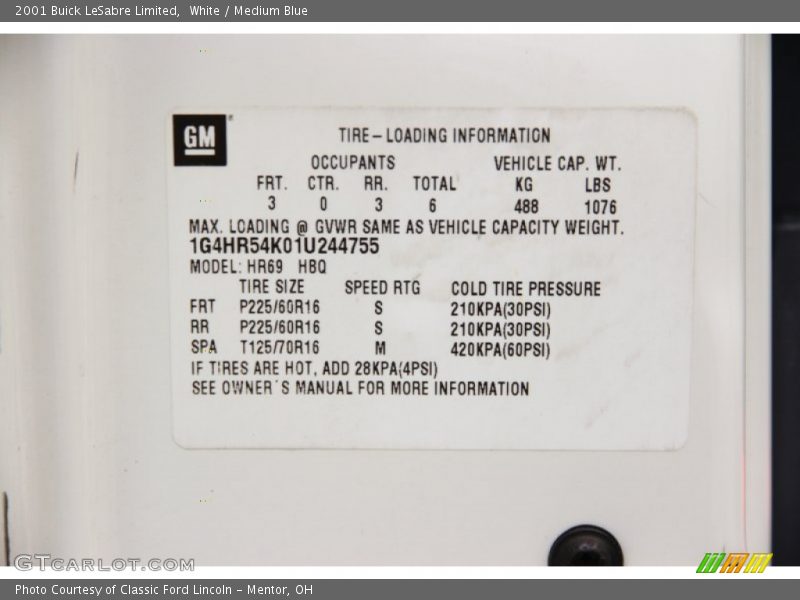 2001 Buick LeSabre Limited, White / Medium Blue
GM
TIRE-LOADING INFORMATION
OCCUPANTS VEHICLE CAP. WT.
FRT. CTR. RR. TOTAL KG LBS
3 0 3 6 488 1076
MAX. LOADING @ GVWR SAME AS VEHICLE CAPACITY WEIGHT.
1G4HR54K01U244755
MODEL: HR69 HBQ
TIRE SIZE SPEED RTG COLD TIRE PRESSURE
FRT P225/60R16 S 210KPA(30PSI)
RR P225/60R16 S 210KPA(30PSI)
SPA T125/70R16 M 420KPA(60PSI)
IF TIRES ARE HOT, ADD 28KPA(4PSI)
SEE OWNER'S MANUAL FOR MORE INFORMATION
GTCARLOT.COM
Photo Courtesy of Classic Ford Lincoln - Mentor, OH